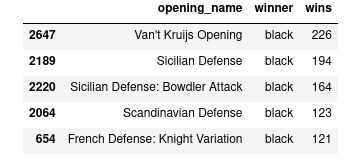 opening_name winner wins
2647 Van't Kruijs Opening black 226
2189 Sicilian Defense black 194
2220 Sicilian Defense: Bowdler Attack black 164
2064 Scandinavian Defense black 123
654 French Defense: Knight Variation black 121